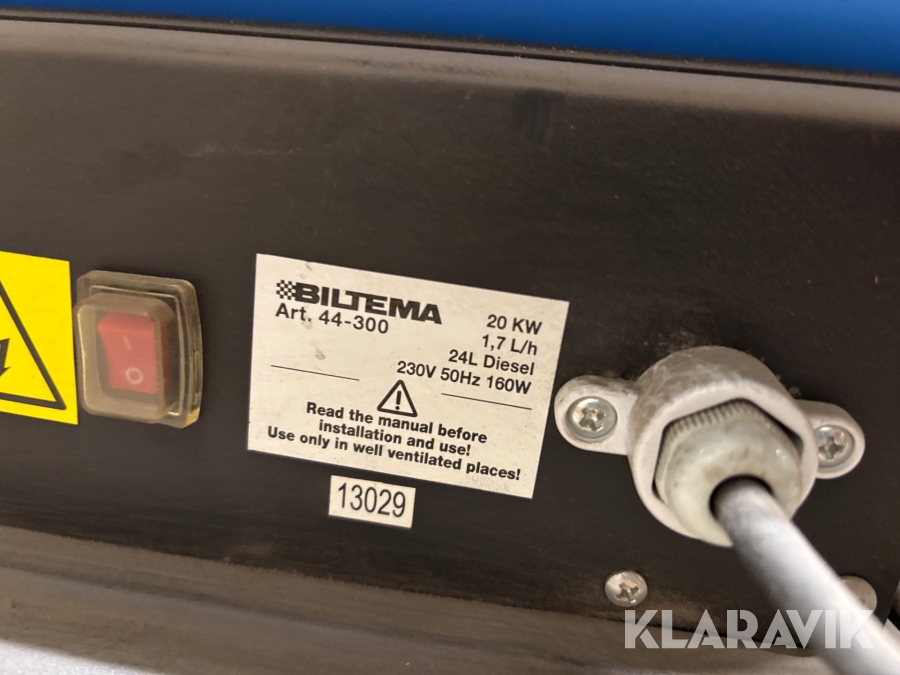 KLARAVIK
BILTEMA
Art. 44-300
20 KW
1,7 L/h
24L Diesel
230V 50Hz 160W
Read the manual before
installation and use!
Use only in well ventilated places!
13029
KLARAVIK